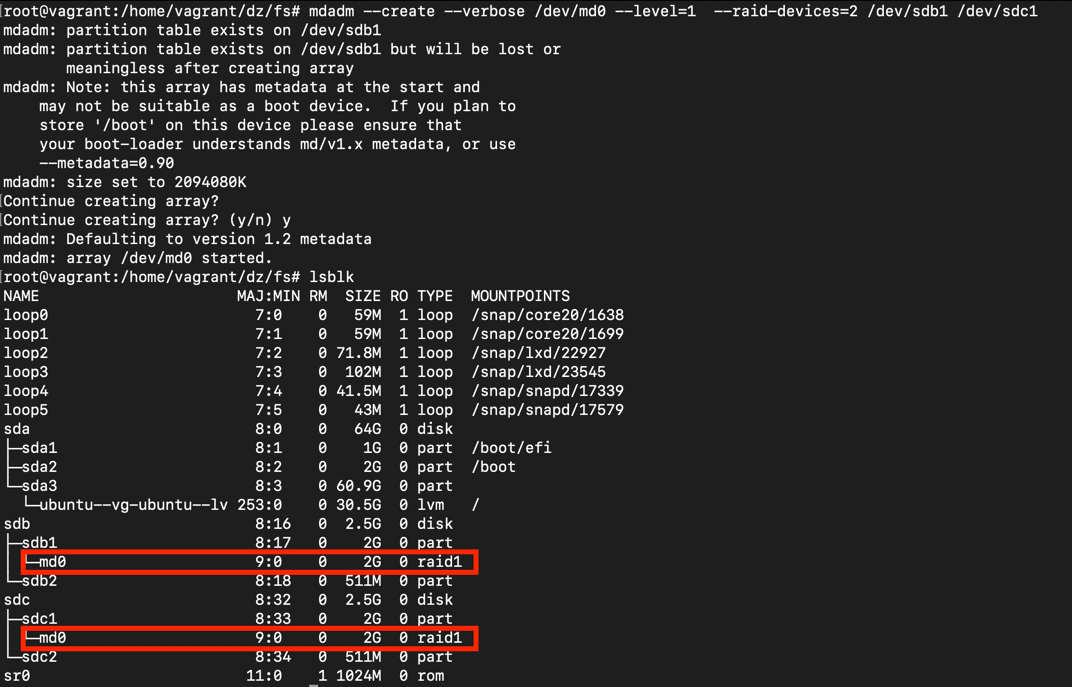 [root@vagrant:/home/vagrant/dz/fs# mdadm --create --verbose /dev/md0 --level=1  --raid-devices=2 /dev/sdb1 /dev/sdc1
mdadm: partition table exists on /dev/sdb1
mdadm: partition table exists on /dev/sdb1 but will be lost or
       meaningless after creating array
mdadm: Note: this array has metadata at the start and
    may not be suitable as a boot device.  If you plan to
    store '/boot' on this device please ensure that
    your boot-loader understands md/v1.x metadata, or use
    --metadata=0.90
mdadm: size set to 2094080K
[Continue creating array?
[Continue creating array? (y/n) y
mdadm: Defaulting to version 1.2 metadata
mdadm: array /dev/md0 started.
[root@vagrant:/home/vagrant/dz/fs# lsblk
NAME                      MAJ:MIN RM  SIZE RO TYPE  MOUNTPOINTS
loop0                       7:0    0   59M  1 loop  /snap/core20/1638
loop1                       7:1    0   59M  1 loop  /snap/core20/1699
loop2                       7:2    0 71.8M  1 loop  /snap/lxd/22927
loop3                       7:3    0  102M  1 loop  /snap/lxd/23545
loop4                       7:4    0 41.5M  1 loop  /snap/snapd/17339
loop5                       7:5    0   43M  1 loop  /snap/snapd/17579
sda                         8:0    0   64G  0 disk
├─sda1                      8:1    0    1G  0 part  /boot/efi
├─sda2                      8:2    0    2G  0 part  /boot
└─sda3                      8:3    0 60.9G  0 part
  └─ubuntu--vg-ubuntu--lv 253:0    0 30.5G  0 lvm   /
sdb                         8:16   0  2.5G  0 disk
├─sdb1                      8:17   0    2G  0 part
│ └─md0                     9:0    0    2G  0 raid1
└─sdb2                      8:18   0  511M  0 part
sdc                         8:32   0  2.5G  0 disk
├─sdc1                      8:33   0    2G  0 part
│ └─md0                     9:0    0    2G  0 raid1
└─sdc2                      8:34   0  511M  0 part
sr0                        11:0    1 1024M  0 rom